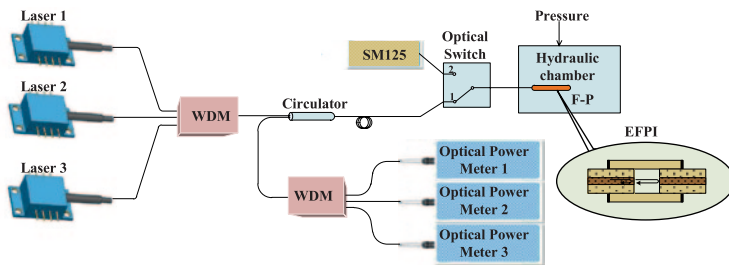 Laser 1
Laser 2
Laser 3
WDM
Circulator
SM125
Optical
Switch
2
1
Pressure
Hydraulic
chamber
F-P
EFPI
WDM
Optical Power
Meter 1
Optical Power
Meter 2
Optical Power
Meter 3